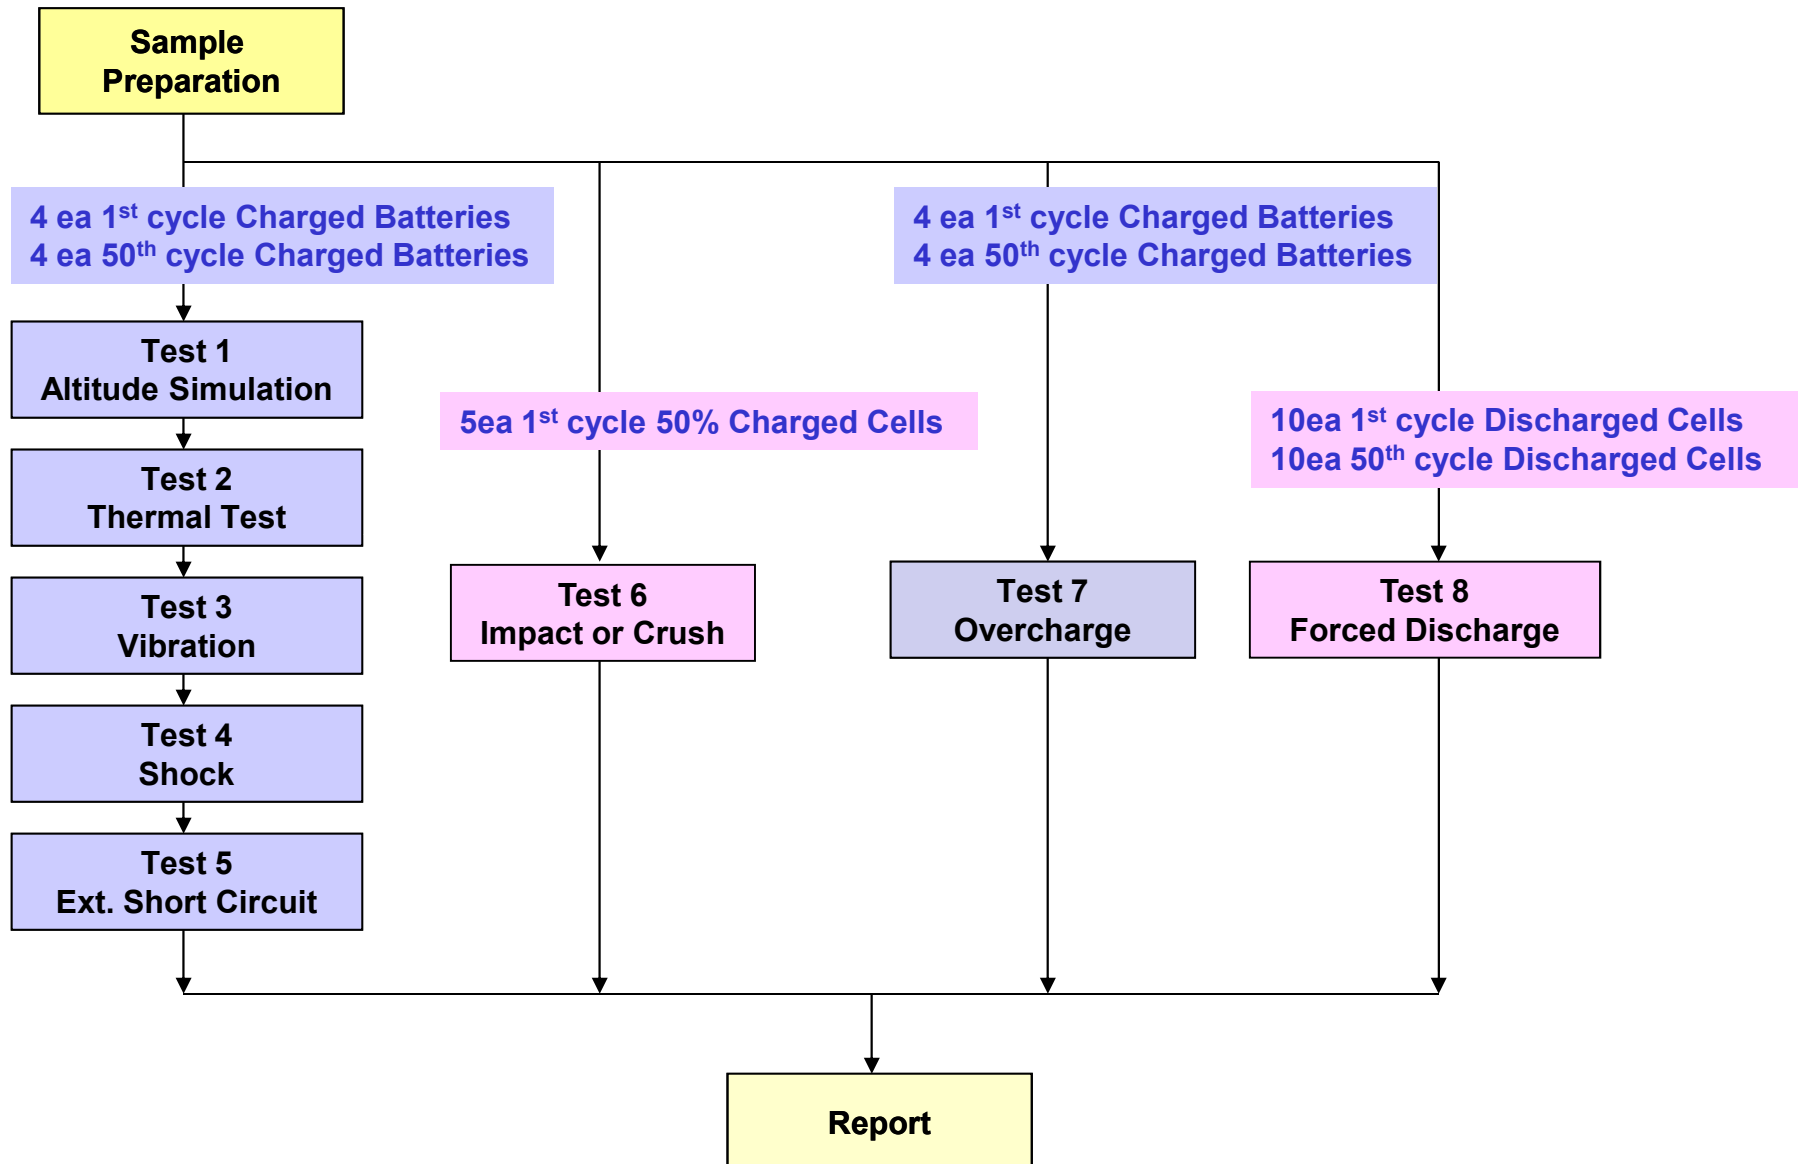 Sample
Preparation
4 ea 1st cycle Charged Batteries
4 ea 50th cycle Charged Batteries
4 ea 1st cycle Charged Batteries
4 ea 50th cycle Charged Batteries
Test 1
Altitude Simulation
5ea 1st cycle 50% Charged Cells
10ea 1st cycle Discharged Cells
10ea 50th cycle Discharged Cells
Test 2
Thermal Test
Test 3
Vibration
Test 6
Impact or Crush
Test 7
Overcharge
Test 8
Forced Discharge
Test 4
Shock
Test 5
Ext. Short Circuit
Report